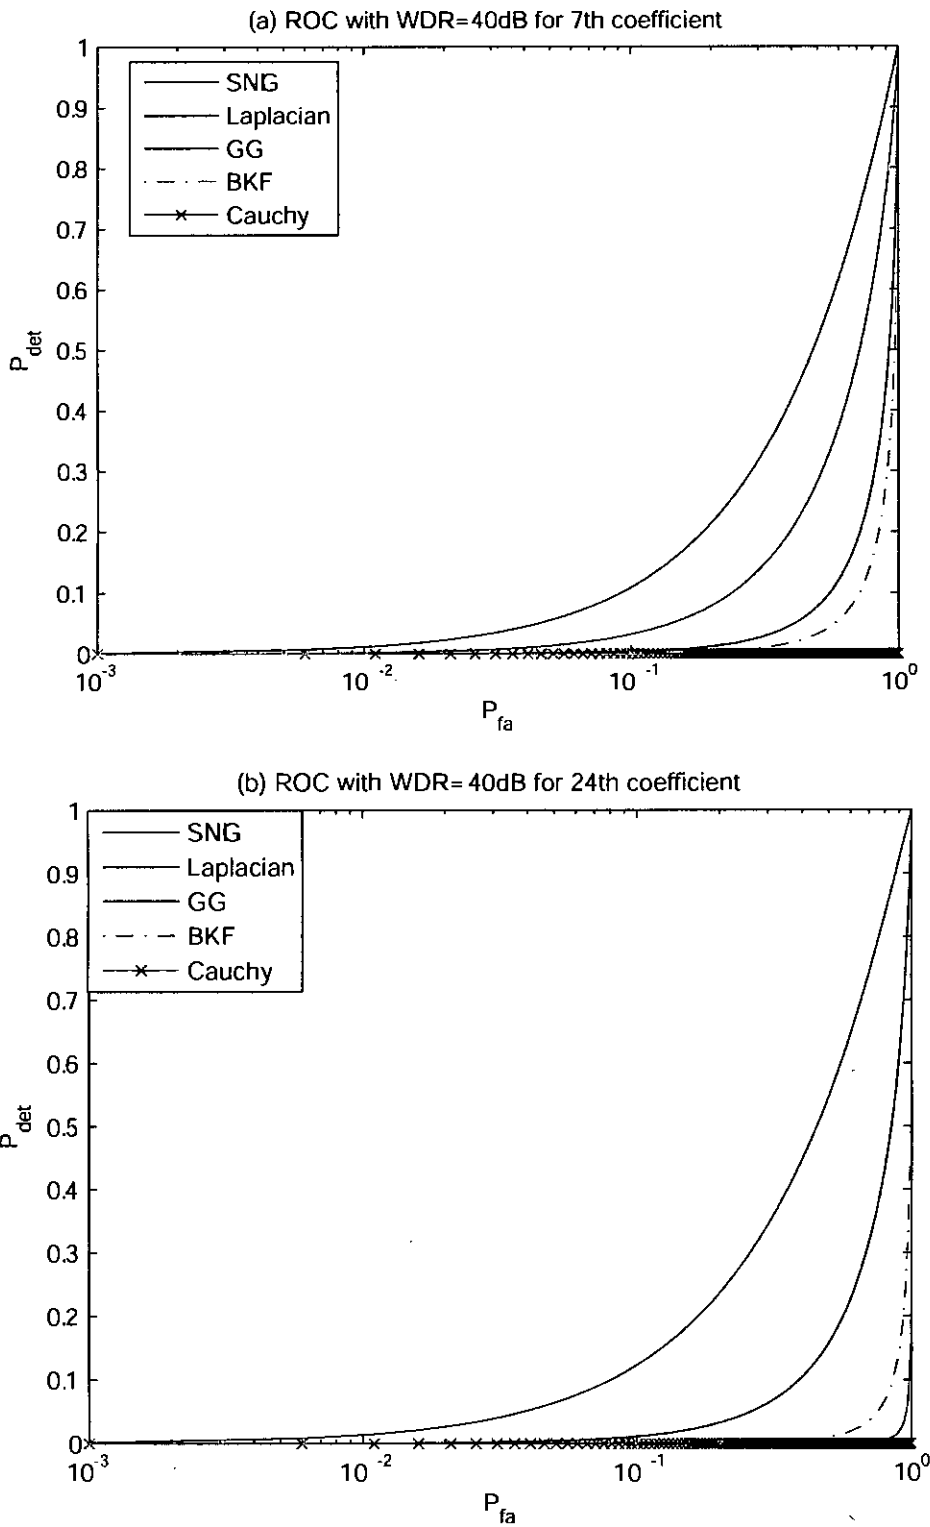 (a) ROC with WDR=40dB for 7th coefficient
1
0.9
0.8
0.7
0.6
0.5
0.4
0.3
0.2
0.1
0
P_det
SNIG
Laplacian
GG
BKF
Cauchy
10^-3
10^-2
10^-1
10^0
P_fa
(b) ROC with WDR=40dB for 24th coefficient
1
0.9
0.8
0.7
0.6
0.5
0.4
0.3
0.2
0.1
0
P_det
SNIG
Laplacian
GG
BKF
Cauchy
10^-3
10^-2
10^-1
10^0
P_fa